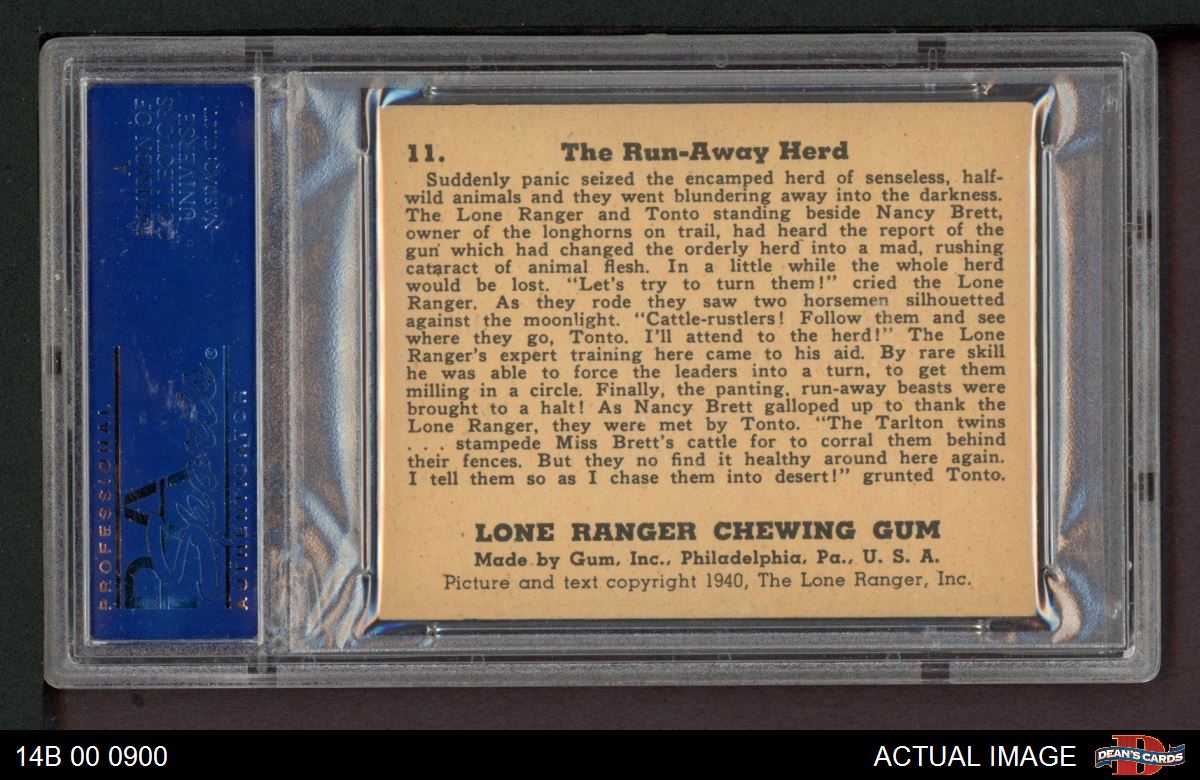 A
DIVISION OF
COLLECTORS
UNIVERSE
NASDAQ: CLCT
PROFESSIONAL
PSA
Sports®
AUTHENTICATOR
11. The Run-Away Herd
Suddenly panic seized the encamped herd of senseless, half-
wild animals and they went blundering away into the darkness.
The Lone Ranger and Tonto standing beside Nancy Brett,
owner of the longhorns on trail, had heard the report of the
gun which had changed the orderly herd into a mad, rushing
cataract of animal flesh. In a little while the whole herd
would be lost. "Let's try to turn them!" cried the Lone
Ranger. As they rode they saw two horsemen silhouetted
against the moonlight. "Cattle-rustlers! Follow them and see
where they go, Tonto. I'll attend to the herd!" The Lone
Ranger's expert training here came to his aid. By rare skill
he was able to force the leaders into a turn, to get them
milling in a circle. Finally, the panting, run-away beasts were
brought to a halt! As Nancy Brett galloped up to thank the
Lone Ranger, they were met by Tonto. "The Tarlton twins
. . . stampede Miss Brett's cattle for to corral them behind
their fences. But they no find it healthy around here again.
I tell them so as I chase them into desert!" grunted Tonto.
LONE RANGER CHEWING GUM
Made by Gum, Inc., Philadelphia, Pa., U. S. A.
Picture and text copyright 1940, The Lone Ranger, Inc.
14B 00 0900
ACTUAL IMAGE
D
DEAN'S CARDS